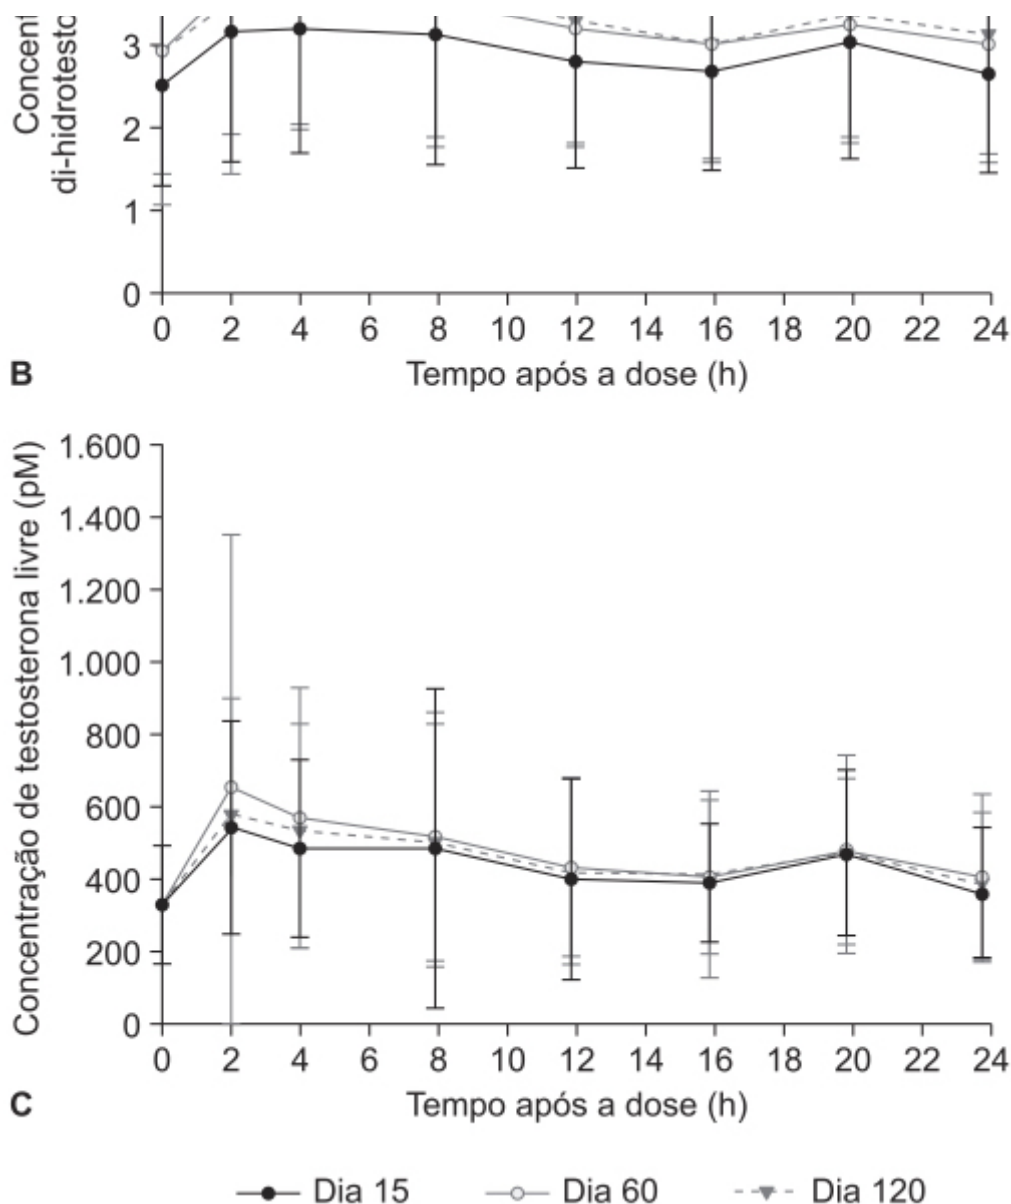 3
2
1
0
0 2 4 6 8 10 12 14 16 18 20 22 24
Tempo após a dose (h)
B
Concentração de testosterona livre (pM)
1.600
1.400
1.200
1.000
800
600
400
200
0
0 2 4 6 8 10 12 14 16 18 20 22 24
Tempo após a dose (h)
C
Dia 15 Dia 60 Dia 120